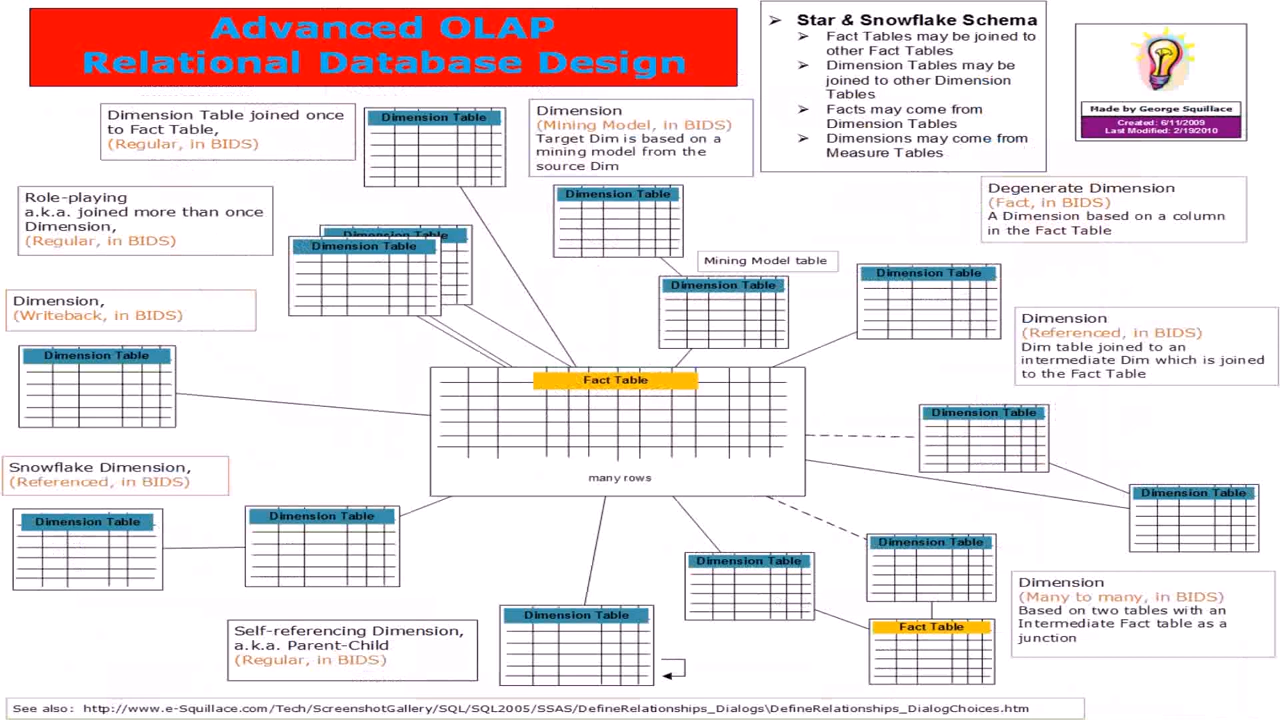 Advanced OLAP
Relational Database Design
➢ Star & Snowflake Schema
➢ Fact Tables may be joined to
other Fact Tables
➢ Dimension Tables may be
joined to other Dimension
Tables
➢ Facts may come from
Dimension Tables
➢ Dimensions may come from
Measure Tables
Made by George Squillace
Created: 6/11/2009
Last Modified: 2/19/2010
Dimension Table joined once
to Fact Table,
(Regular, in BIDS)
Dimension Table
Dimension
(Mining Model, in BIDS)
Target Dim is based on a
mining model from the
source Dim
Degenerate Dimension
(Fact, in BIDS)
A Dimension based on a column
in the Fact Table
Role-playing
a.k.a. joined more than once
Dimension,
(Regular, in BIDS)
Dimension Table
Dimension Table
Dimension Table
Mining Model table
Dimension Table
Dimension Table
Dimension,
(Writeback, in BIDS)
Dimension Table
Dimension
(Referenced, in BIDS)
Dim table joined to an
intermediate Dim which is joined
to the Fact Table
Fact Table
many rows
Dimension Table
Dimension Table
Snowflake Dimension,
(Referenced, in BIDS)
Dimension Table
Dimension Table
Dimension Table
Dimension Table
Fact Table
Dimension
(Many to many, in BIDS)
Based on two tables with an
Intermediate Fact table as a
junction
Self-referencing Dimension,
a.k.a. Parent-Child
(Regular, in BIDS)
Dimension Table
See also: http://www.e-Squillace.com/Tech/ScreenshotGallery/SQL/SQL2005/SSAS/DefineRelationships_Dialogs\DefineRelationships_DialogChoices.htm